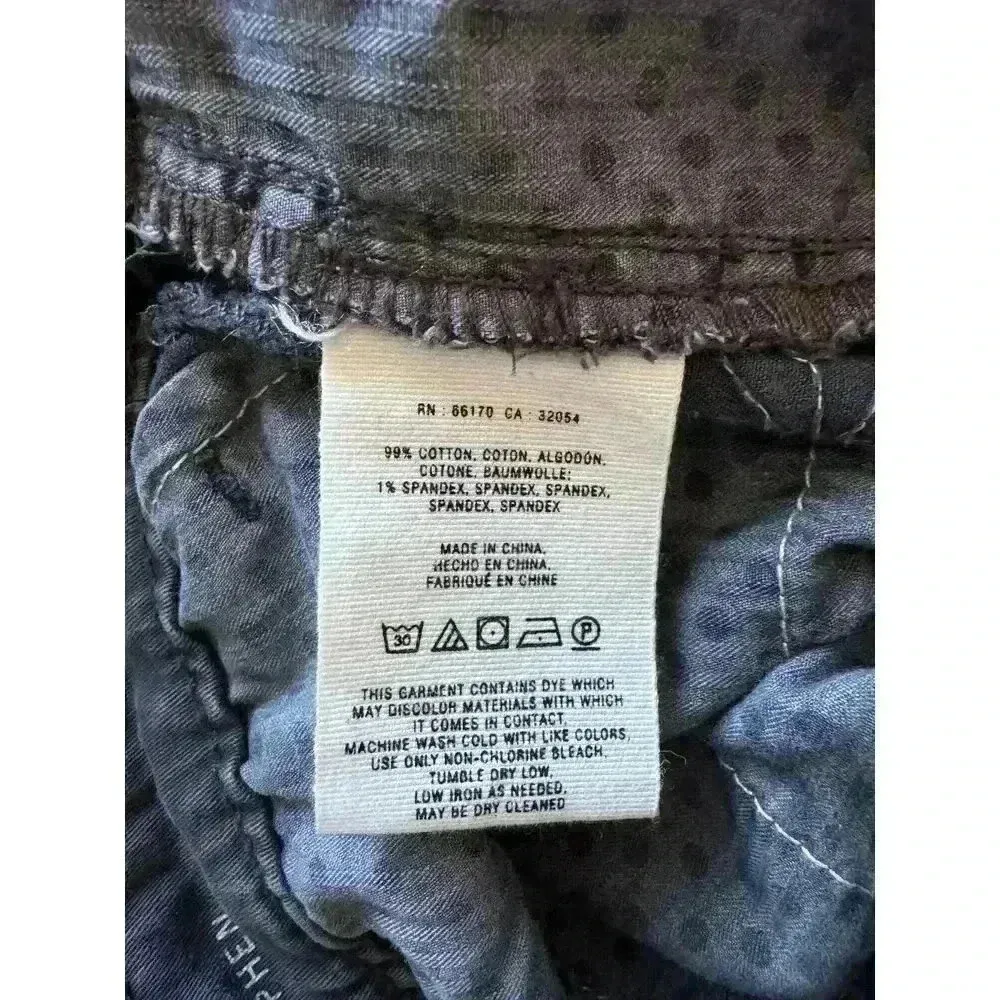 RN : 66170 CA : 32054
99% COTTON, COTON, ALGODÓN,
COTONE, BAUMWOLLE;
1% SPANDEX, SPANDEX, SPANDEX,
SPANDEX, SPANDEX
MADE IN CHINA,
HECHO EN CHINA,
FABRIQUÉ EN CHINE
30 P
THIS GARMENT CONTAINS DYE WHICH
MAY DISCOLOR MATERIALS WITH WHICH
IT COMES IN CONTACT.
MACHINE WASH COLD WITH LIKE COLORS,
USE ONLY NON-CHLORINE BLEACH.
TUMBLE DRY LOW,
LOW IRON AS NEEDED,
MAY BE DRY CLEANED
PHEN